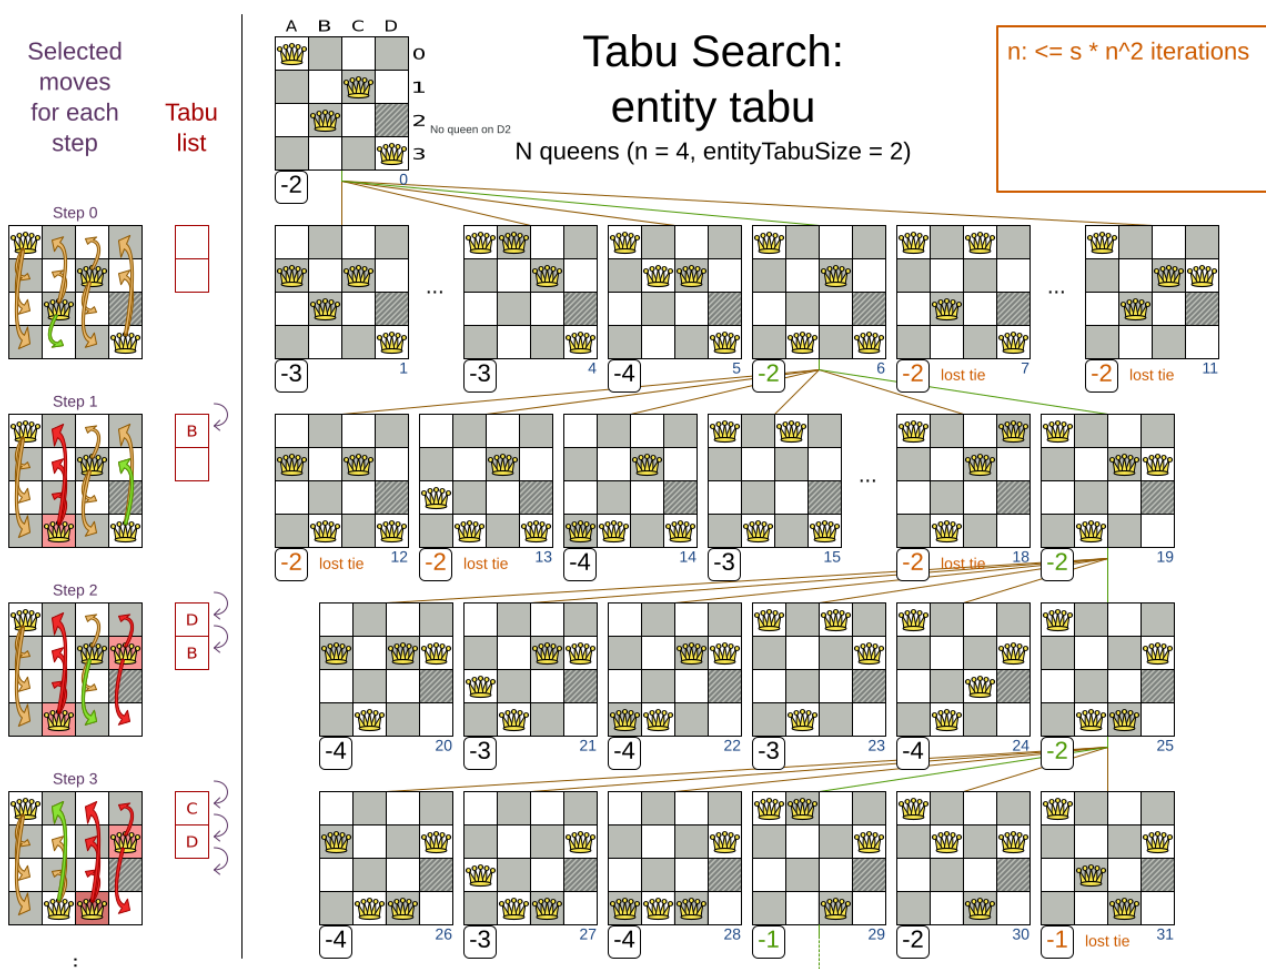 Selected
moves
for each
step
Tabu
list
A B C D
0
1
2
3
No queen on D2
-2
0
Tabu Search:
entity tabu
N queens (n = 4, entityTabuSize = 2)
n: <= s * n^2 iterations
Step 0
...
...
-3 1
-3 4
-4 5
-2 6
-2 lost tie 7
-2 lost tie 11
Step 1
B
...
-2 lost tie 12
-2 lost tie 13
-4 14
-3 15
-2 lost tie 18
-2 19
Step 2
D
B
-4 20
-3 21
-4 22
-3 23
-4 24
-2 25
Step 3
C
D
-4 26
-3 27
-4 28
-1 29
-2 30
-1 lost tie 31
: